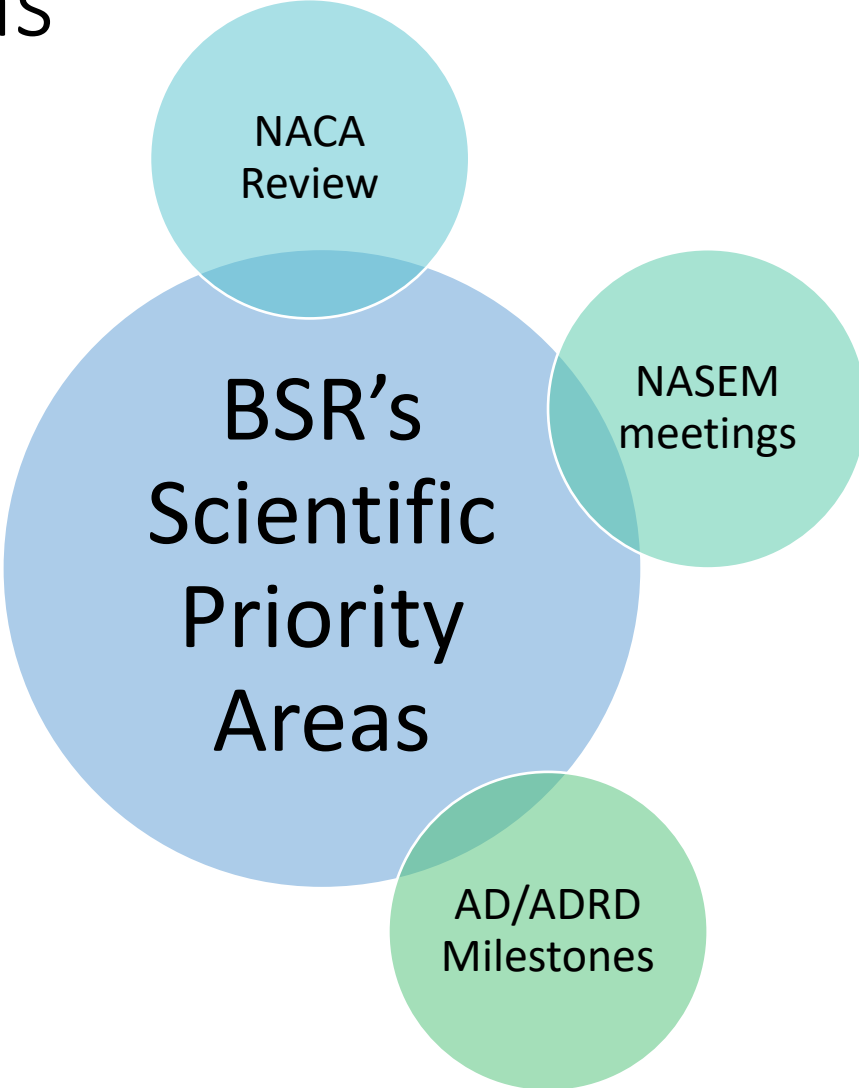 NACA
Review
NASEM
meetings
BSR’s
Scientific
Priority
Areas
AD/ADRD
Milestones